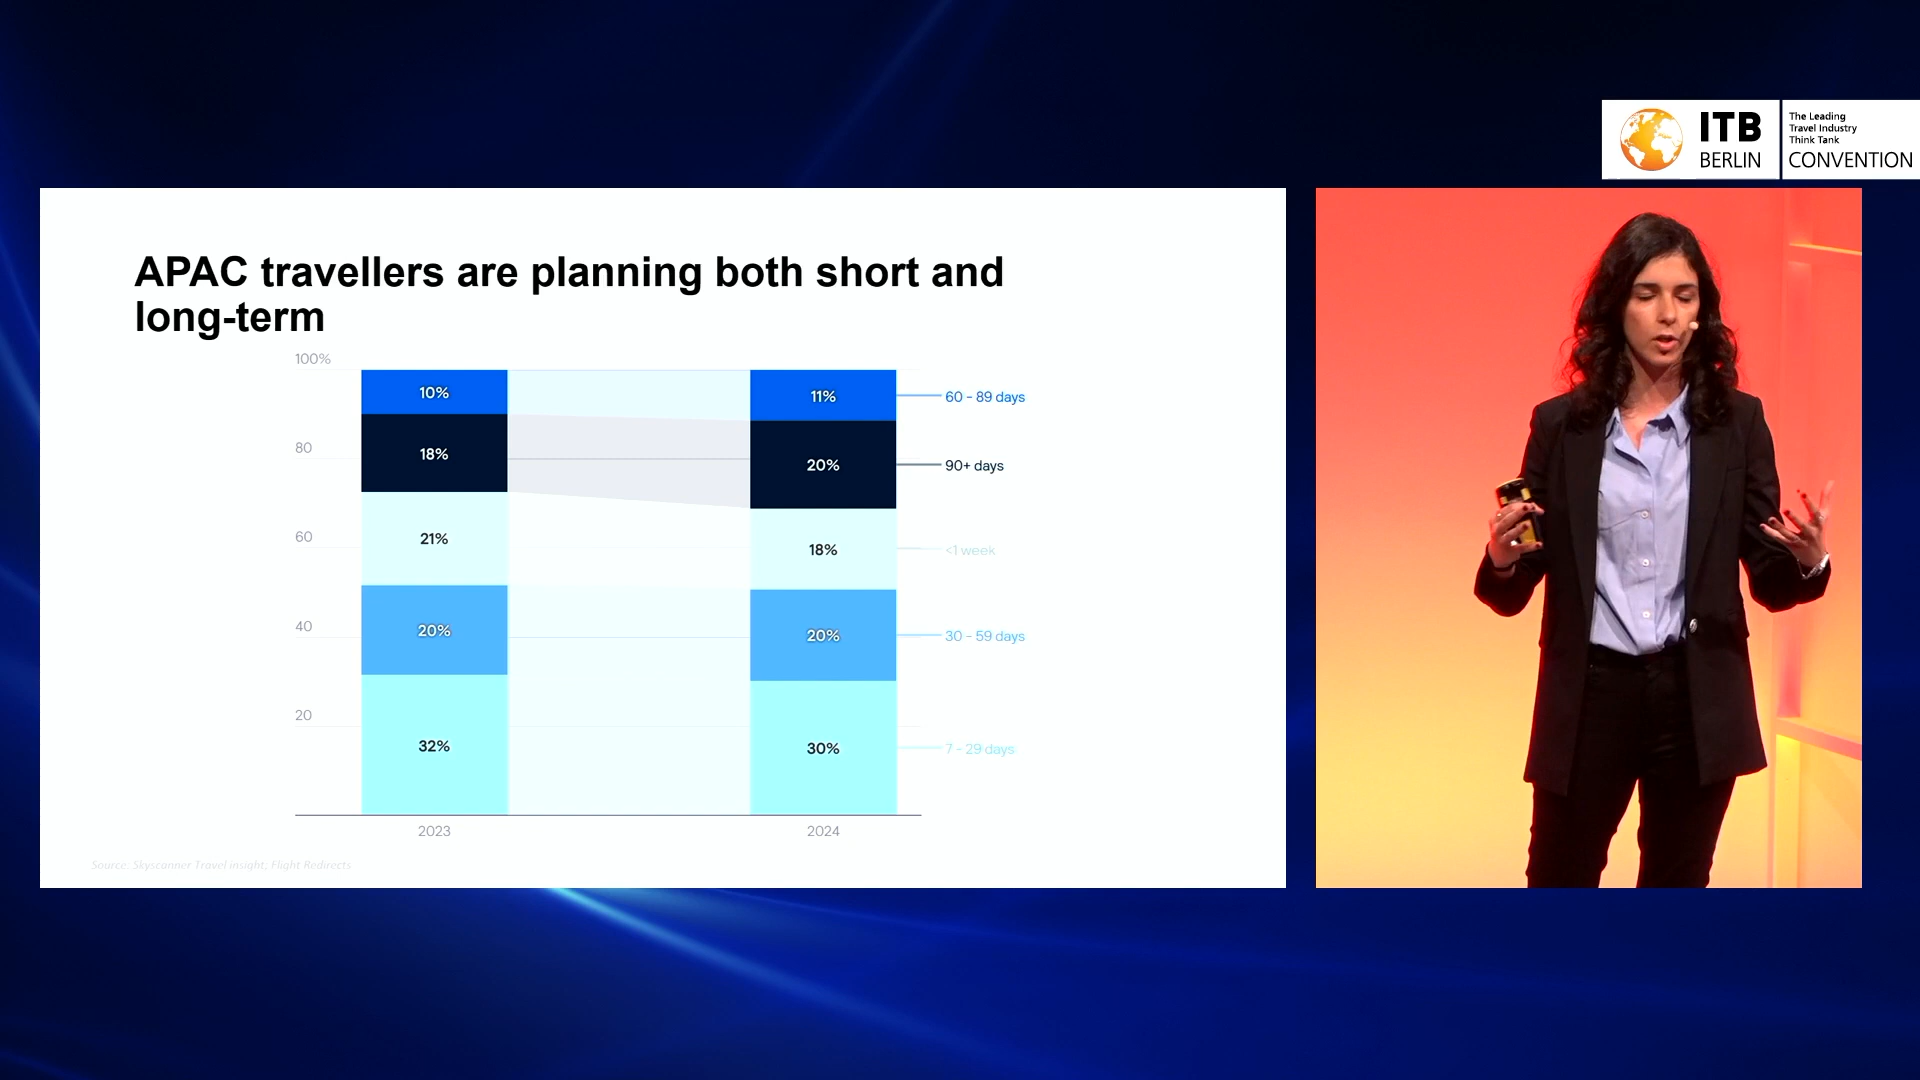 ITB
BERLIN
The Leading
Travel Industry
Think Tank
CONVENTION
APAC travellers are planning both short and
long-term
100%
80
60
40
20
10%
18%
21%
20%
32%
11%
20%
18%
20%
30%
60 - 89 days
90+ days
<1 week
30 - 59 days
7 - 29 days
2023
2024
Source: Skyscanner Travel insight, Flight Redirects